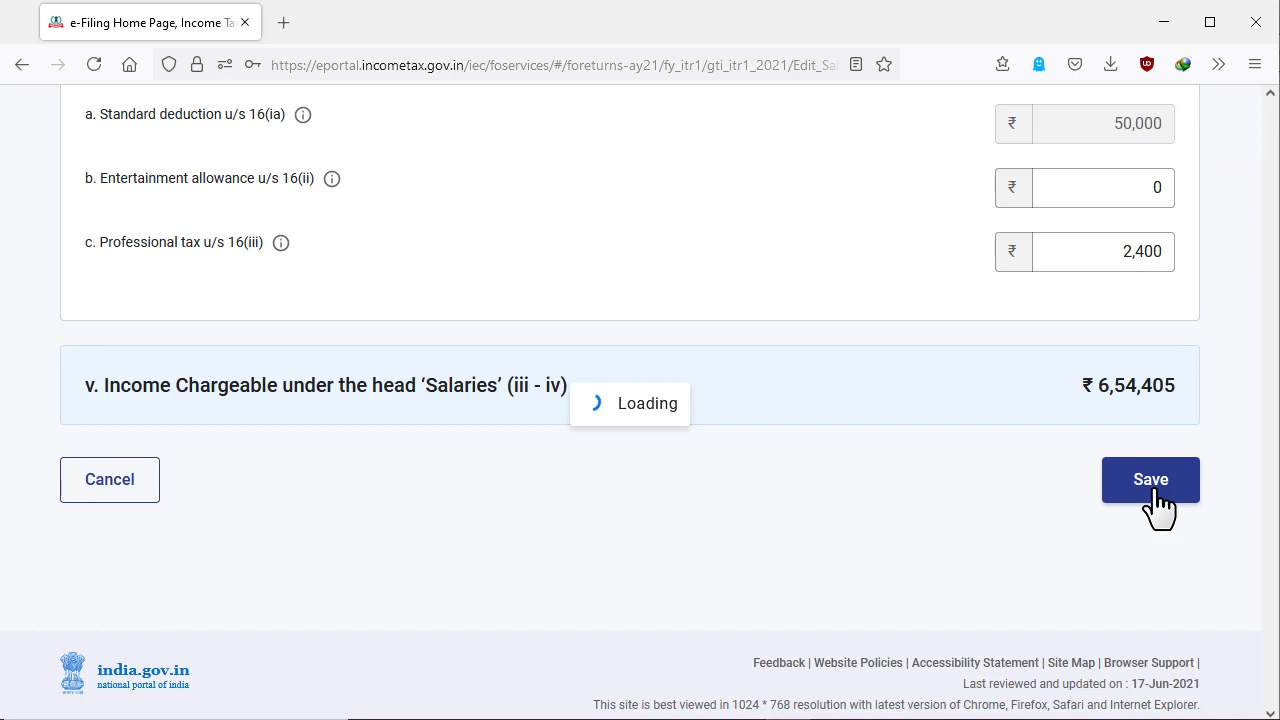 e-Filing Home Page, Income Ta
https://eportal.incometax.gov.in/iec/foservices/#/foreturns-ay21/fy_itr1/gti_itr1_2021/Edit_Sa
a. Standard deduction u/s 16(ia)
₹ 50,000
b. Entertainment allowance u/s 16(ii)
₹ 0
c. Professional tax u/s 16(iii)
₹ 2,400
v. Income Chargeable under the head ‘Salaries’ (iii - iv)
₹ 6,54,405
Loading
Cancel
Save
india.gov.in
national portal of india
Feedback | Website Policies | Accessibility Statement | Site Map | Browser Support |
Last reviewed and updated on : 17-Jun-2021
This site is best viewed in 1024 * 768 resolution with latest version of Chrome, Firefox, Safari and Internet Explorer.